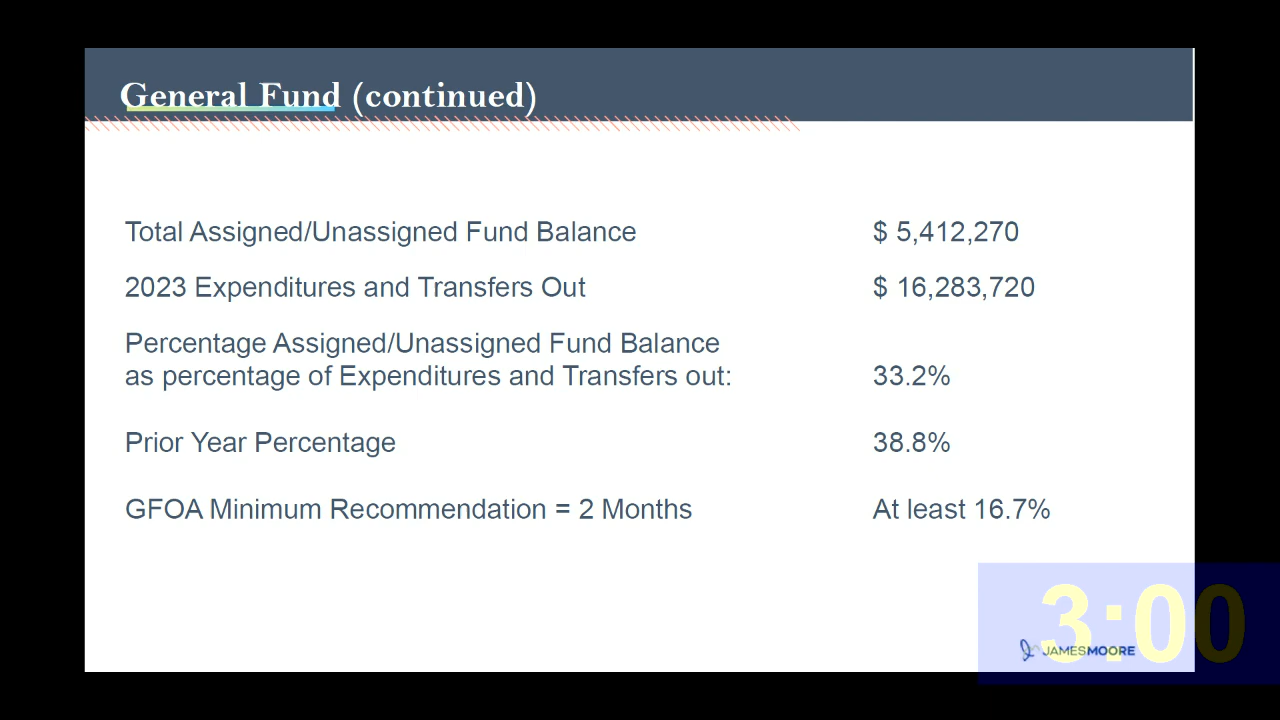 General Fund (continued)
Total Assigned/Unassigned Fund Balance $ 5,412,270
2023 Expenditures and Transfers Out $ 16,283,720
Percentage Assigned/Unassigned Fund Balance
as percentage of Expenditures and Transfers out: 33.2%
Prior Year Percentage 38.8%
GFOA Minimum Recommendation = 2 Months At least 16.7%
3:00
JAMESMOORE